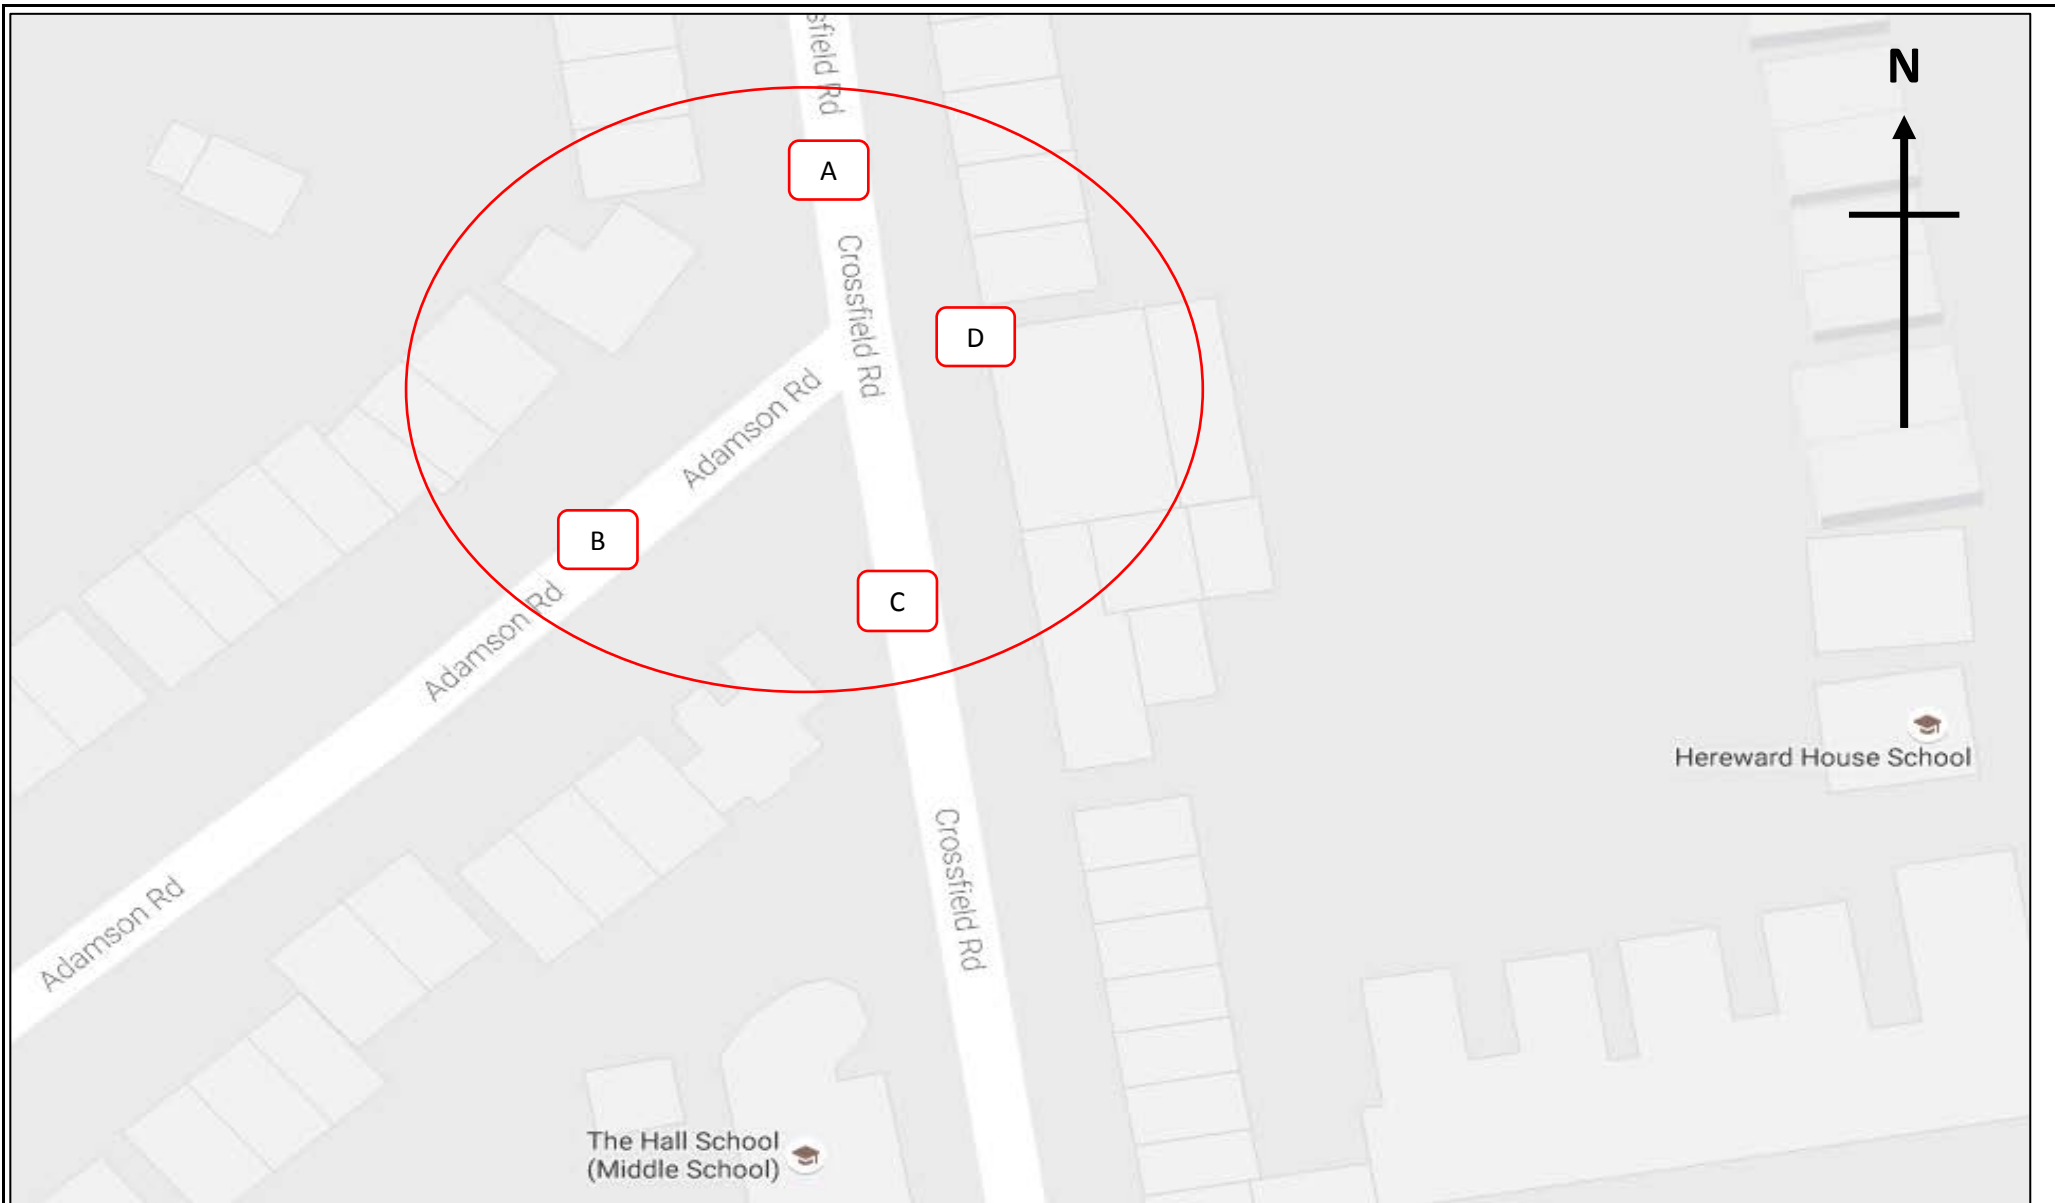 sfield Rd
N
A
Crossfield Rd
D
Adamson Rd
B
Adamson Rd
C
Hereward House School
Crossfield Rd
Adamson Rd
The Hall School
(Middle School)